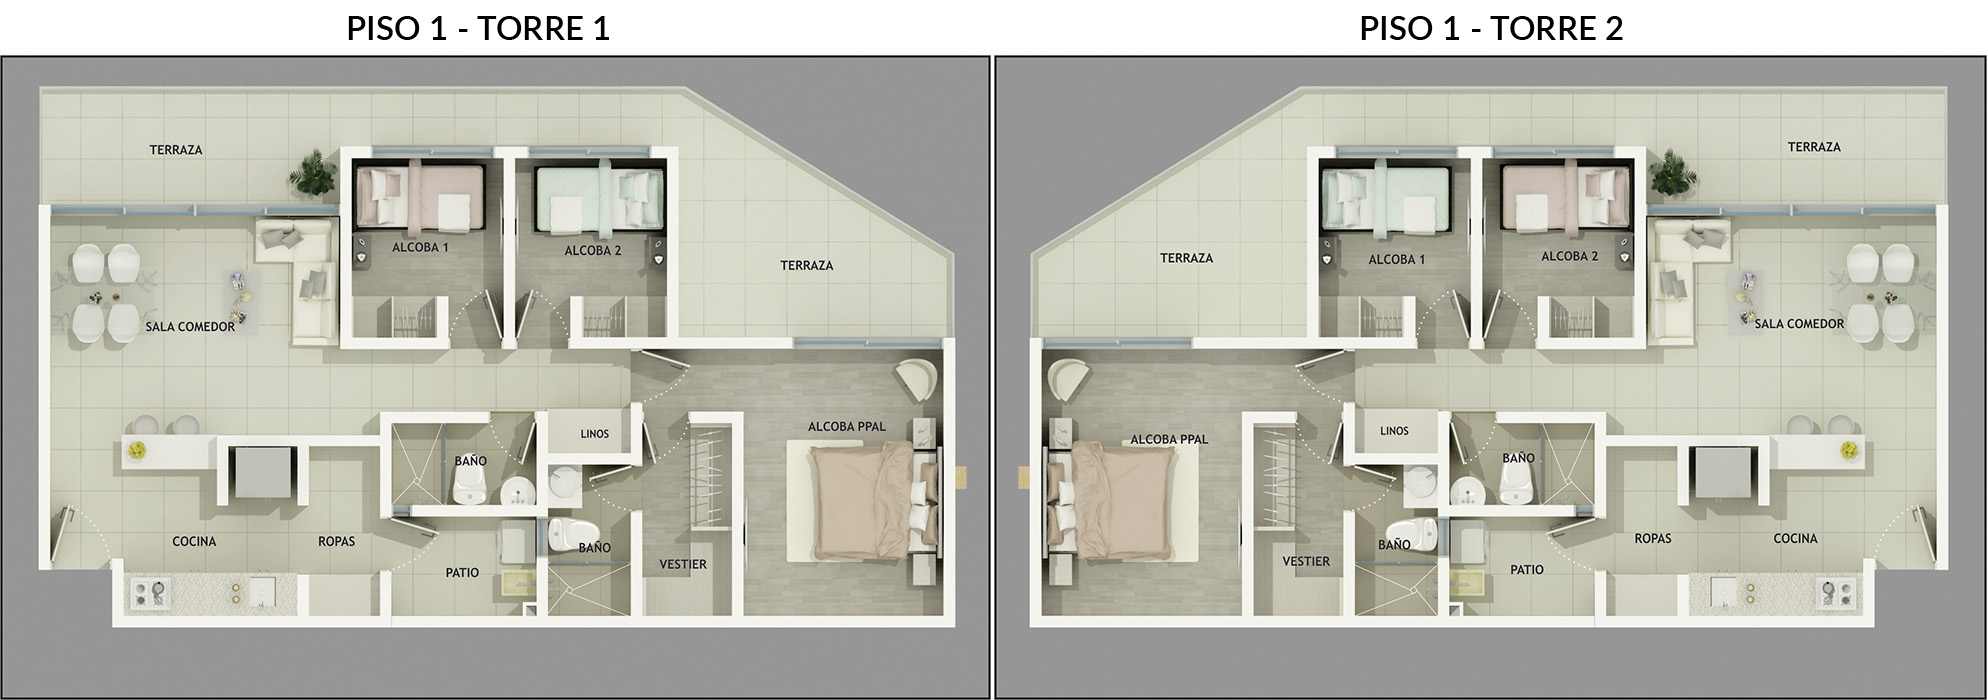 PISO 1 - TORRE 1
TERRAZA
ALCOBA 1
ALCOBA 2
TERRAZA
SALA COMEDOR
LINOS
ALCOBA PPAL
BAÑO
COCINA
ROPAS
BAÑO
PATIO
VESTIER
PISO 1 - TORRE 2
TERRAZA
TERRAZA
ALCOBA 1
ALCOBA 2
SALA COMEDOR
ALCOBA PPAL
LINOS
BAÑO
BAÑO
ROPAS
COCINA
VESTIER
PATIO